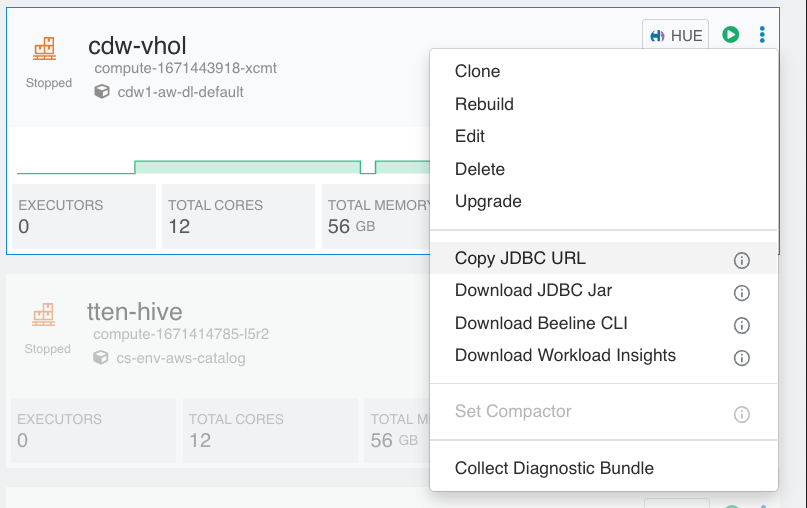 cdw-vhol
HUE
compute-1671443918-xcmt
Stopped
cdw1-aw-dl-default
Clone
Rebuild
Edit
Delete
Upgrade
EXECUTORS
0
TOTAL CORES
12
TOTAL MEMORY
56 GB
Copy JDBC URL
Download JDBC Jar
Download Beeline CLI
Download Workload Insights
Set Compactor
Collect Diagnostic Bundle
tten-hive
compute-1671414785-l5r2
Stopped
cs-env-aws-catalog
EXECUTORS
0
TOTAL CORES
12
TOTAL M
56 GB